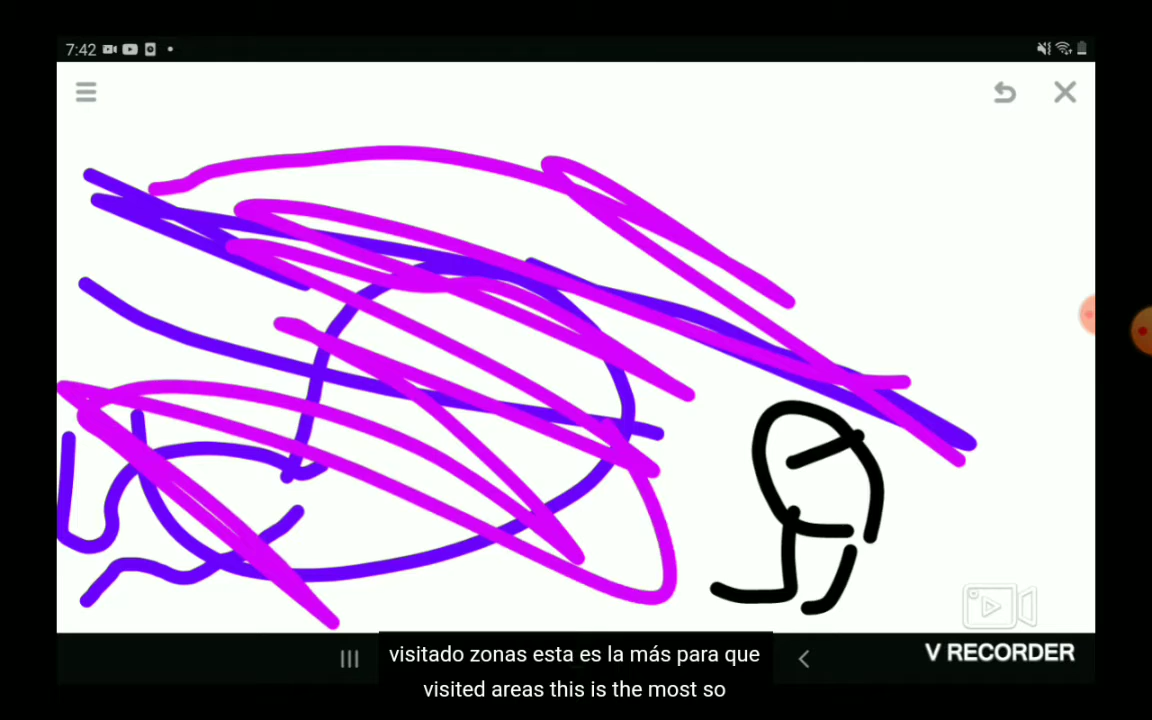 7:42
visitado zonas esta es la más para que
visited areas this is the most so
V RECORDER